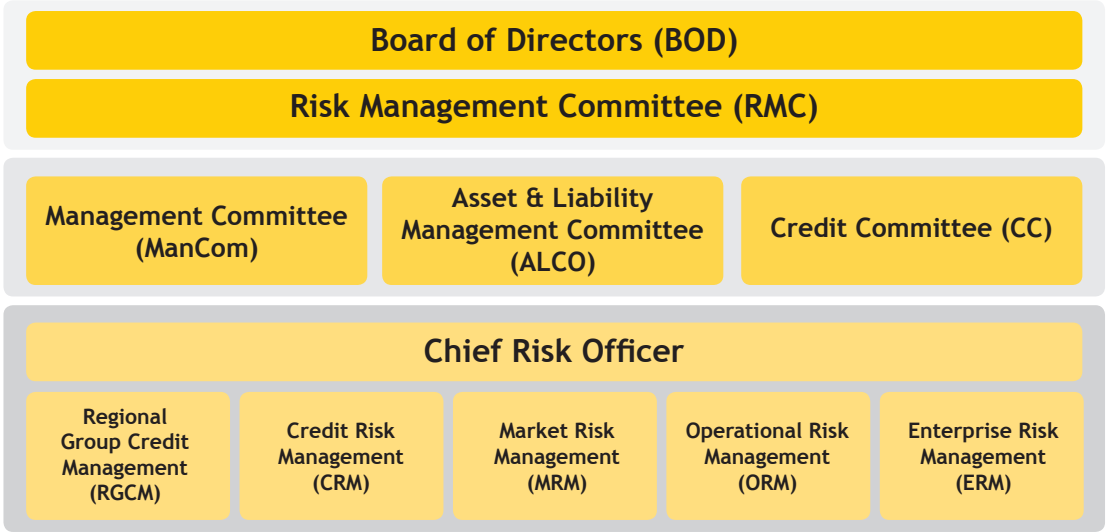 Board of Directors (BOD)
Risk Management Committee (RMC)
Management Committee
(ManCom)
Asset & Liability
Management Committee
(ALCO)
Credit Committee (CC)
Chief Risk Officer
Regional
Group Credit
Management
(RGCM)
Credit Risk
Management
(CRM)
Market Risk
Management
(MRM)
Operational Risk
Management
(ORM)
Enterprise Risk
Management
(ERM)